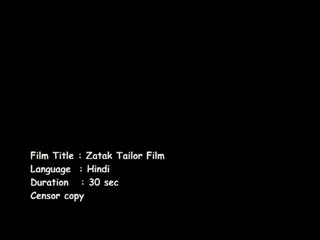 Film Title : Zatak Tailor Film
Language : Hindi
Duration : 30 sec
Censor copy